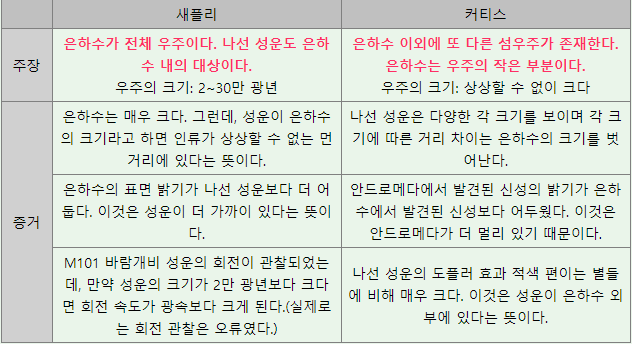 새플리
커티스
주장
은하수가 전체 우주이다. 나선 성운도 은하
수 내의 대상이다.
우주의 크기: 2~30만 광년
은하수 이외에 또 다른 섬우주가 존재한다.
은하수는 우주의 작은 부분이다.
우주의 크기: 상상할 수 없이 크다
증거
은하수는 매우 크다. 그런데, 성운이 은하수
의 크기라고 하면 인류가 상상할 수 없는 먼
거리에 있다는 뜻이다.
나선 성운은 다양한 각 크기를 보이며 각 크
기에 따른 거리 차이는 은하수의 크기를 벗
어난다.
은하수의 표면 밝기가 나선 성운보다 더 어
둡다. 이것은 성운이 더 가까이 있다는 뜻이
다.
안드로메다에서 발견된 신성의 밝기가 은하
수에서 발견된 신성보다 어두웠다. 이것은
안드로메다가 더 멀리 있기 때문이다.
M101 바람개비 성운의 회전이 관찰되었는
데, 만약 성운의 크기가 2만 광년보다 크다
면 회전 속도가 광속보다 크게 된다.(실제로
는 회전 관찰은 오류였다.)
나선 성운의 도플러 효과 적색 편이는 별들
에 비해 매우 크다. 이것은 성운이 은하수 외
부에 있다는 뜻이다.